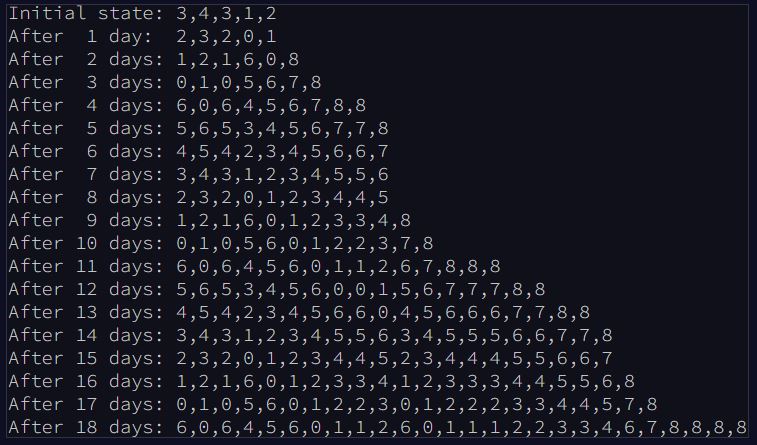 Initial state: 3,4,3,1,2
After  1 day:  2,3,2,0,1
After  2 days: 1,2,1,6,0,8
After  3 days: 0,1,0,5,6,7,8
After  4 days: 6,0,6,4,5,6,7,8,8
After  5 days: 5,6,5,3,4,5,6,7,7,8
After  6 days: 4,5,4,2,3,4,5,6,6,7
After  7 days: 3,4,3,1,2,3,4,5,5,6
After  8 days: 2,3,2,0,1,2,3,4,4,5
After  9 days: 1,2,1,6,0,1,2,3,3,4,8
After 10 days: 0,1,0,5,6,0,1,2,2,3,7,8
After 11 days: 6,0,6,4,5,6,0,1,1,2,6,7,8,8,8
After 12 days: 5,6,5,3,4,5,6,0,0,1,5,6,7,7,7,8,8
After 13 days: 4,5,4,2,3,4,5,6,6,0,4,5,6,6,6,7,7,8,8
After 14 days: 3,4,3,1,2,3,4,5,5,6,3,4,5,5,5,6,6,7,7,8
After 15 days: 2,3,2,0,1,2,3,4,4,5,2,3,4,4,4,5,5,6,6,7
After 16 days: 1,2,1,6,0,1,2,3,3,4,1,2,3,3,3,4,4,5,5,6,8
After 17 days: 0,1,0,5,6,0,1,2,2,3,0,1,2,2,2,3,3,4,4,5,7,8
After 18 days: 6,0,6,4,5,6,0,1,1,2,6,0,1,1,1,2,2,3,3,4,6,7,8,8,8,8